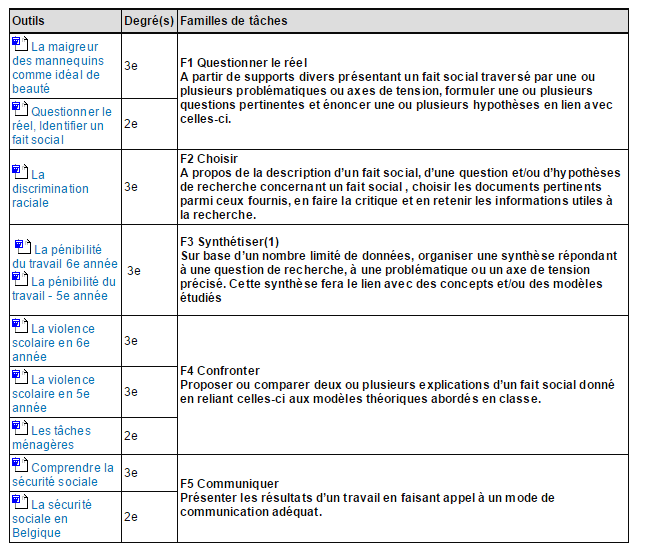 Outils Degré(s) Familles de tâches
La maigreur
des mannequins
comme idéal de
beauté
3e
F1 Questionner le réel
A partir de supports divers présentant un fait social traversé par une ou
plusieurs problématiques ou axes de tension, formuler une ou plusieurs
questions pertinentes et énoncer une ou plusieurs hypothèses en lien avec
celles-ci.
Questionner le
réel, Identifier un
fait social
2e
La
discrimination
raciale
3e
F2 Choisir
A propos de la description d'un fait social, d'une question et/ou d'hypothèses
de recherche concernant un fait social , choisir les documents pertinents
parmi ceux fournis, en faire la critique et en retenir les informations utiles à
la recherche.
La pénibilité
du travail 6e année
La pénibilité du
travail - 5e année
3e
F3 Synthétiser(1)
Sur base d'un nombre limité de données, organiser une synthèse répondant
à une question de recherche, à une problématique ou un axe de tension
précisé. Cette synthèse fera le lien avec des concepts et/ou des modèles
étudiés
La violence
scolaire en 6e
année
3e
F4 Confronter
Proposer ou comparer deux ou plusieurs explications d'un fait social donné
en reliant celles-ci aux modèles théoriques abordés en classe.
La violence
scolaire en 5e
année
3e
Les tâches
ménagères
2e
Comprendre la
sécurité sociale
3e
F5 Communiquer
Présenter les résultats d'un travail en faisant appel à un mode de
communication adéquat.
La sécurité
sociale en
Belgique
2e